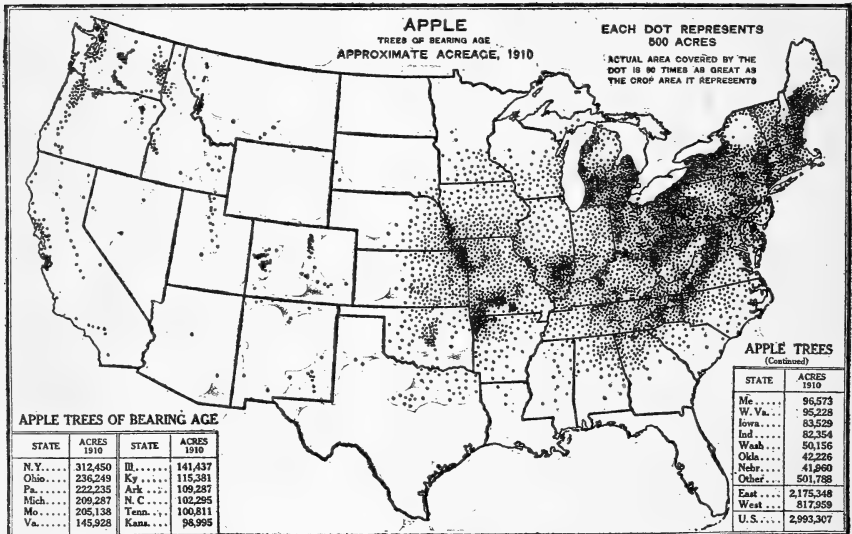 APPLE
TREES OF BEARING AGE
APPROXIMATE ACREAGE, 1910
EACH DOT REPRESENTS
500 ACRES
ACTUAL AREA COVERED BY THE
DOT IS 80 TIMES AS GREAT AS
THE CROP AREA IT REPRESENTS
APPLE TREES OF BEARING AGE
STATE ACRES 1910 STATE ACRES 1910
N.Y..... 312,450 Ill...... 141,437
Ohio..... 236,249 Ky..... 115,381
Pa...... 222,235 Ark.... 109,287
Mich.... 209,287 N. C.... 102,295
Mo..... 205,138 Tenn.... 100,811
Va...... 145,928 Kans.... 98,995
APPLE TREES
(Continued)
STATE ACRES 1910
Me..... 96,573
W. Va... 95,228
Iowa.... 83,529
Ind..... 82,354
Wash... 50,156
Okla.... 42,226
Nebr.... 41,960
Other... 501,788
East.... 2,175,348
West... 817,959
U.S..... 2,993,307